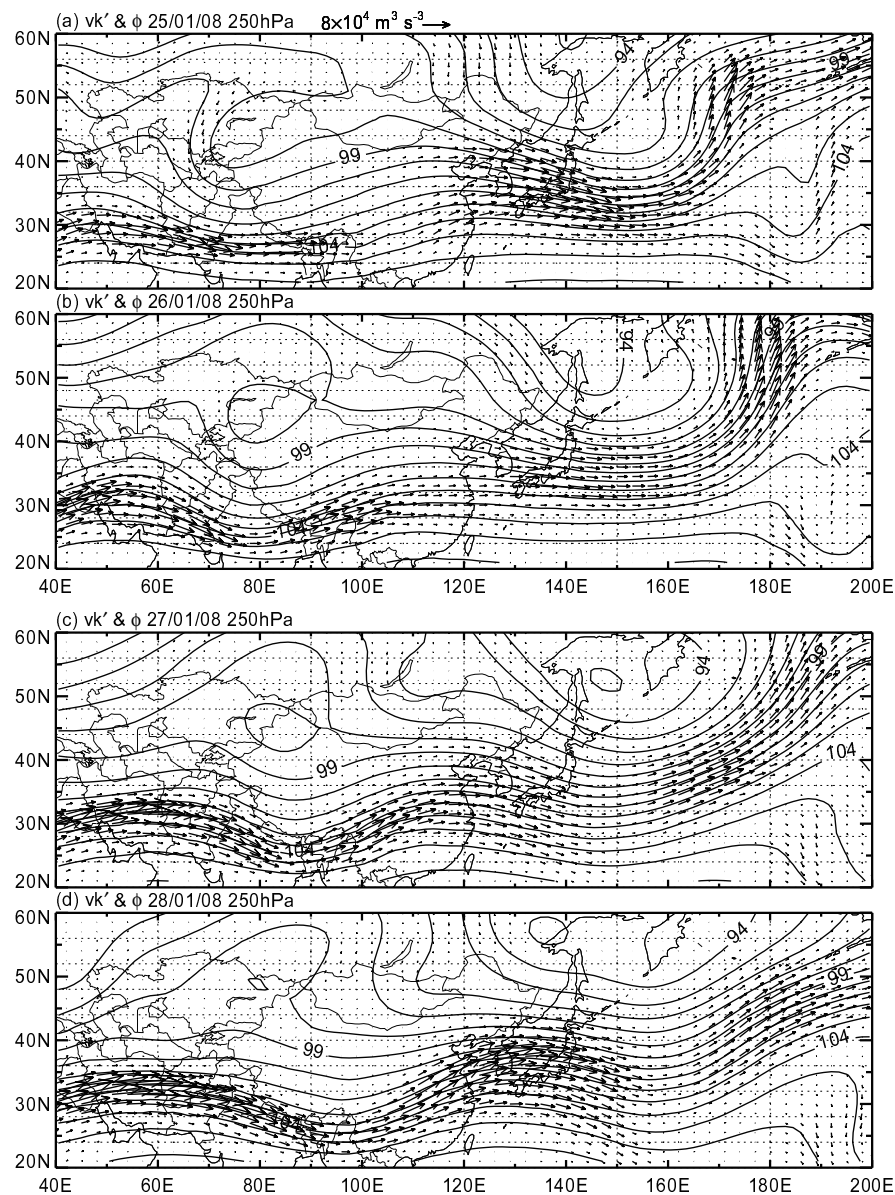 (a) vk′ & ϕ 25/01/08 250hPa 8×10⁴ m³ s⁻³
60N
94
99
50N
99
104
40N
30N
104
20N
(b) vk′ & ϕ 26/01/08 250hPa
60N
94
99
50N
99
104
40N
30N
104
20N
40E 60E 80E 100E 120E 140E 160E 180E 200E
(c) vk′ & ϕ 27/01/08 250hPa
60N
94
99
50N
99
104
40N
30N
104
20N
(d) vk′ & ϕ 28/01/08 250hPa
60N
94
99
50N
99
104
40N
30N
104
20N
40E 60E 80E 100E 120E 140E 160E 180E 200E